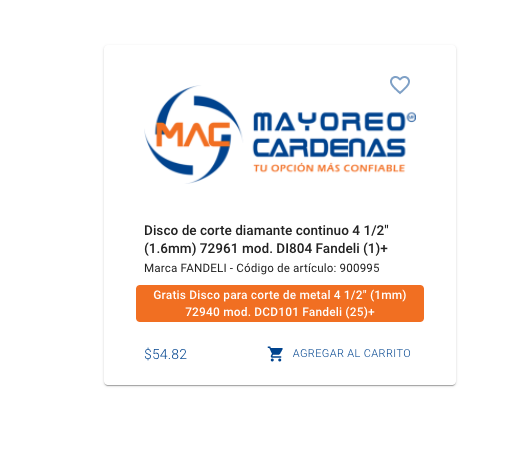 MAG
MAYOREO
CARDENAS
TU OPCIÓN MÁS CONFIABLE
Disco de corte diamante continuo 4 1/2"
(1.6mm) 72961 mod. DI804 Fandeli (1)+
Marca FANDELI - Código de artículo: 900995
Gratis Disco para corte de metal 4 1/2" (1mm)
72940 mod. DCD101 Fandeli (25)+
$54.82
AGREGAR AL CARRITO